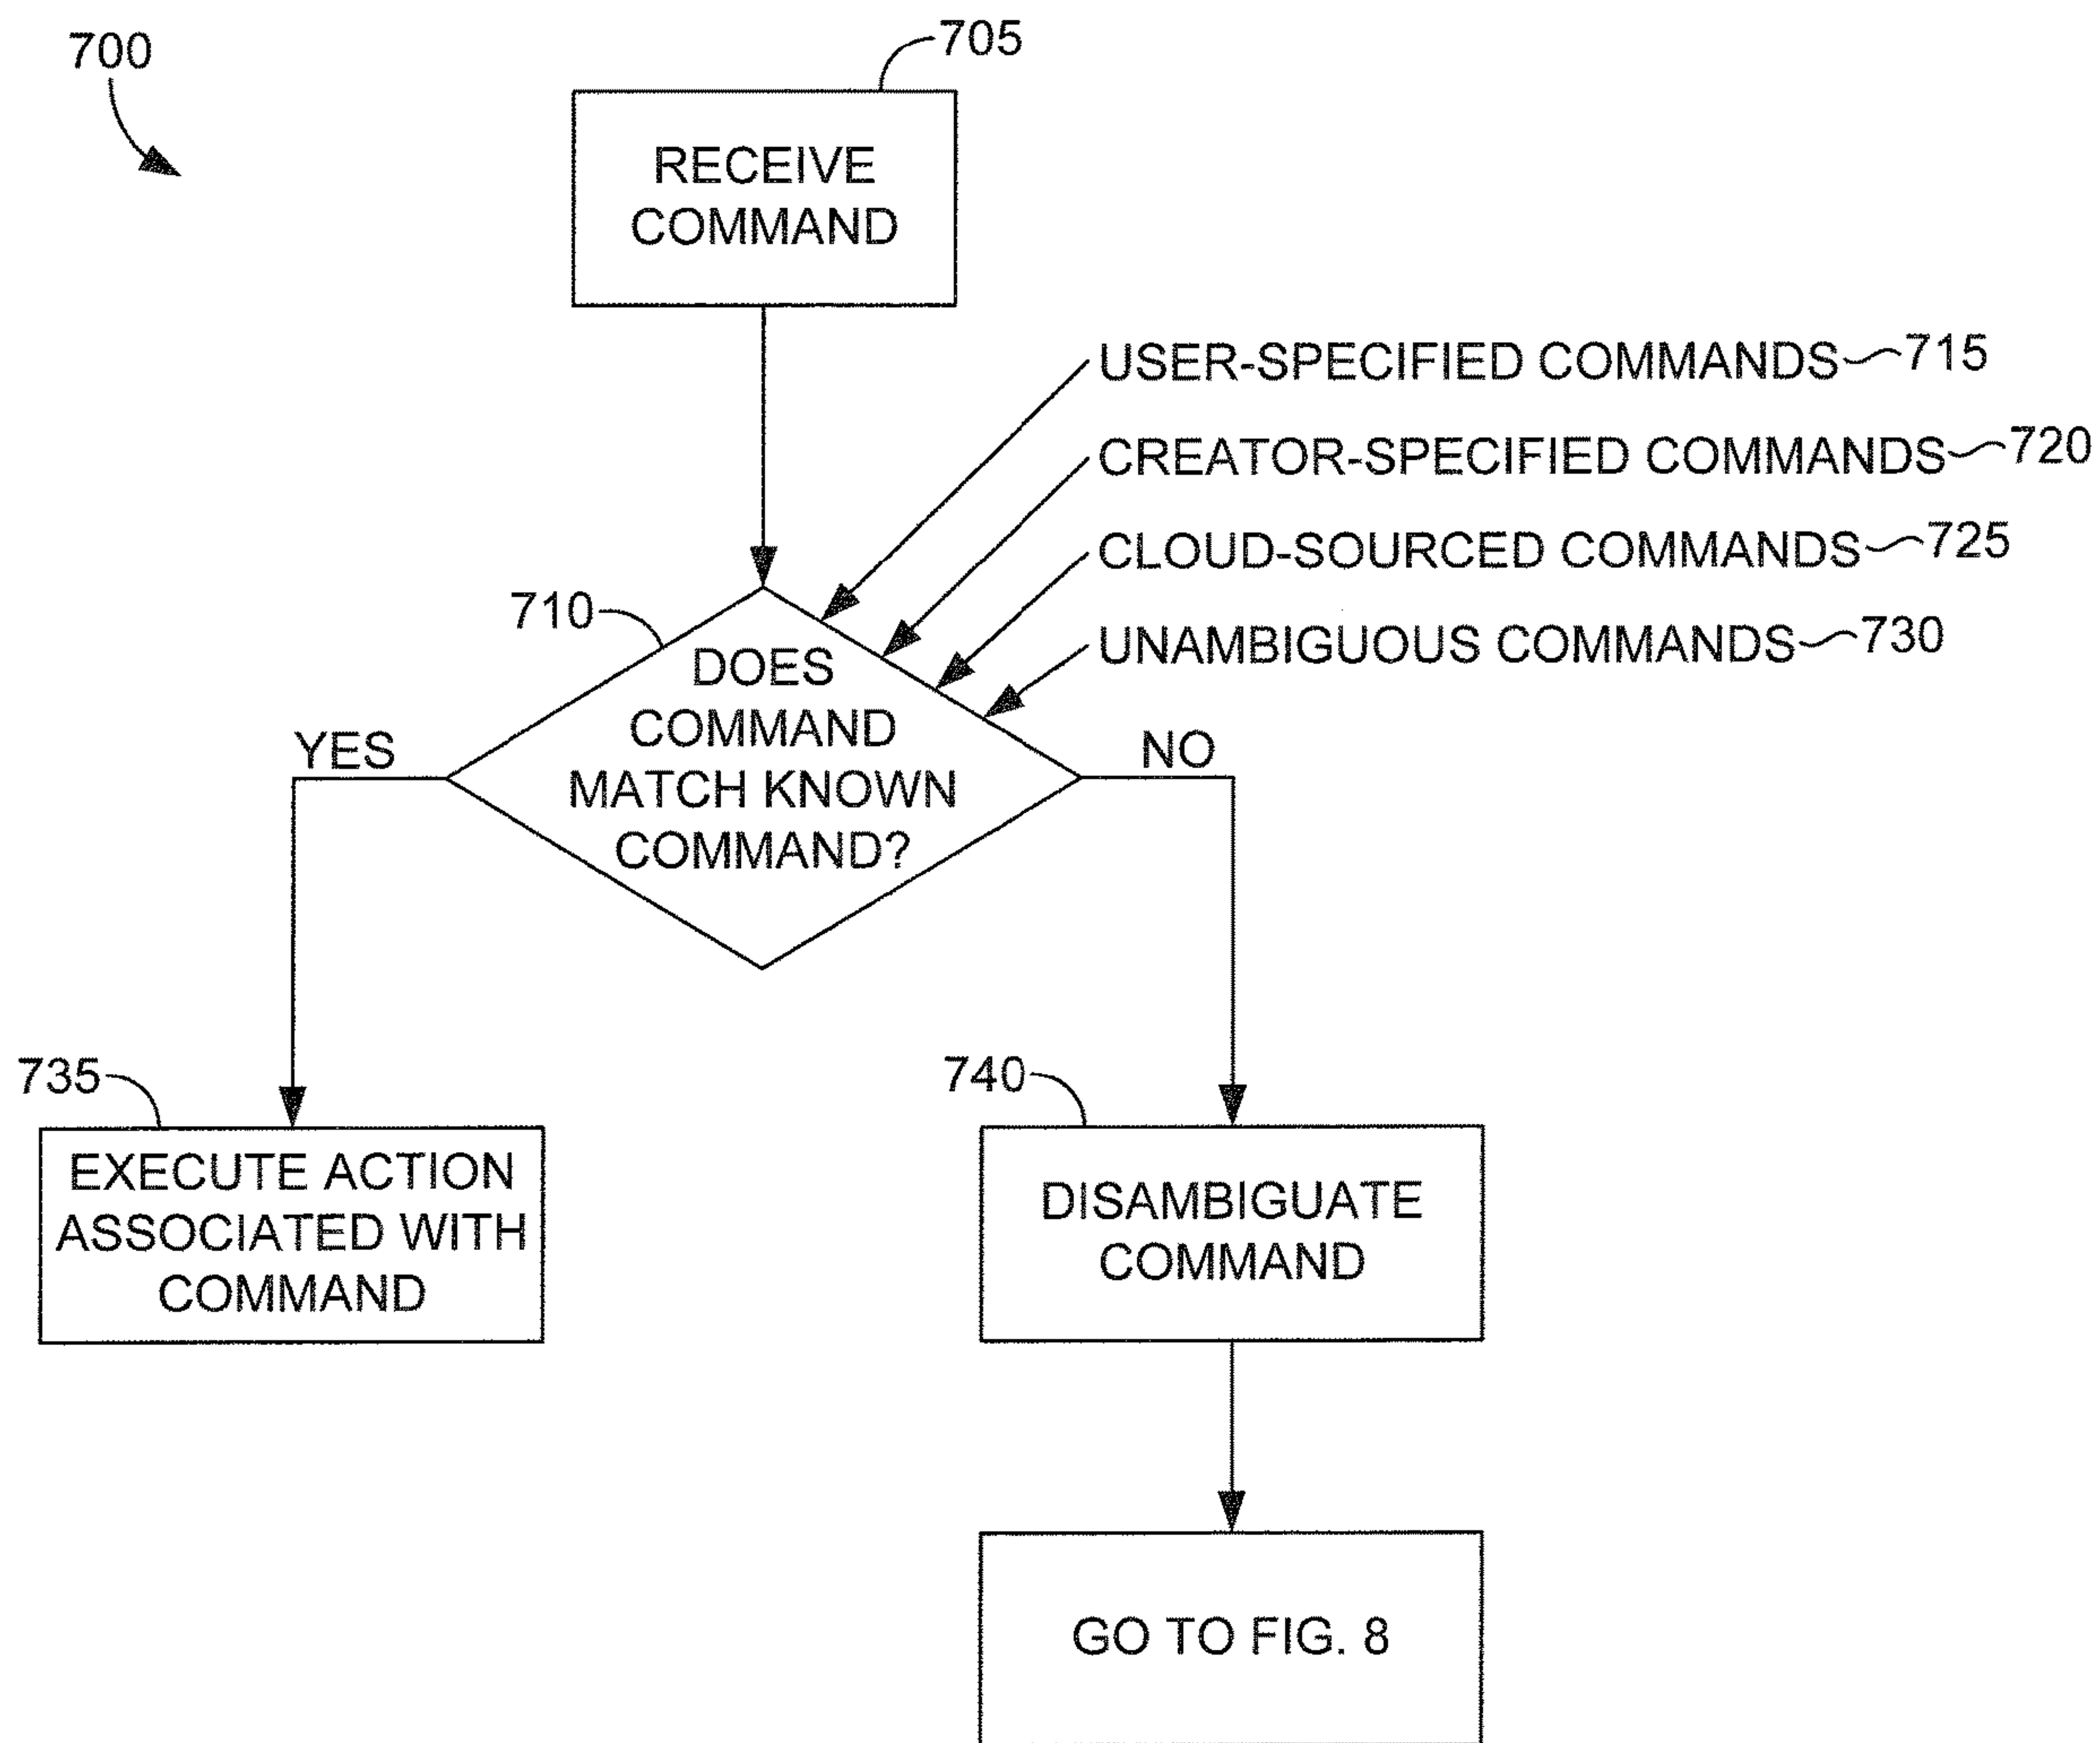 700
705
RECEIVE
COMMAND
USER-SPECIFIED COMMANDS 715
CREATOR-SPECIFIED COMMANDS 720
CLOUD-SOURCED COMMANDS 725
UNAMBIGUOUS COMMANDS 730
710
DOES
COMMAND
MATCH KNOWN
COMMAND?
YES
NO
735
EXECUTE ACTION
ASSOCIATED WITH
COMMAND
740
DISAMBIGUATE
COMMAND
GO TO FIG. 8